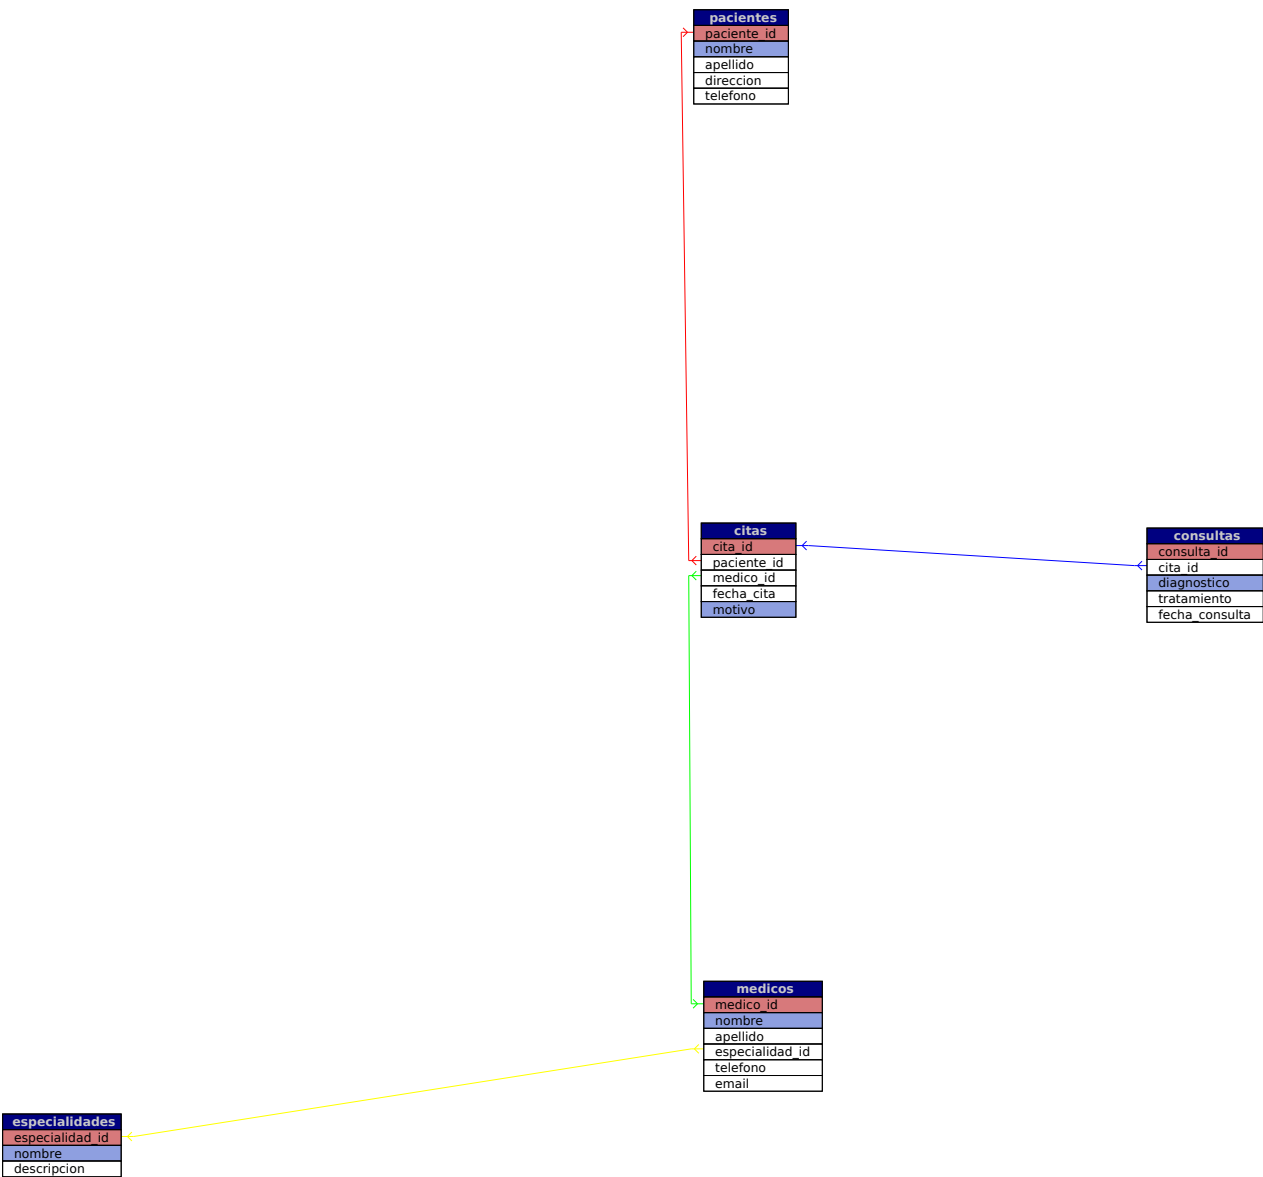 pacientes
paciente_id
nombre
apellido
direccion
telefono
citas
cita_id
paciente_id
medico_id
fecha_cita
motivo
consultas
consulta_id
cita_id
diagnostico
tratamiento
fecha_consulta
medicos
medico_id
nombre
apellido
especialidad_id
telefono
email
especialidades
especialidad_id
nombre
descripcion